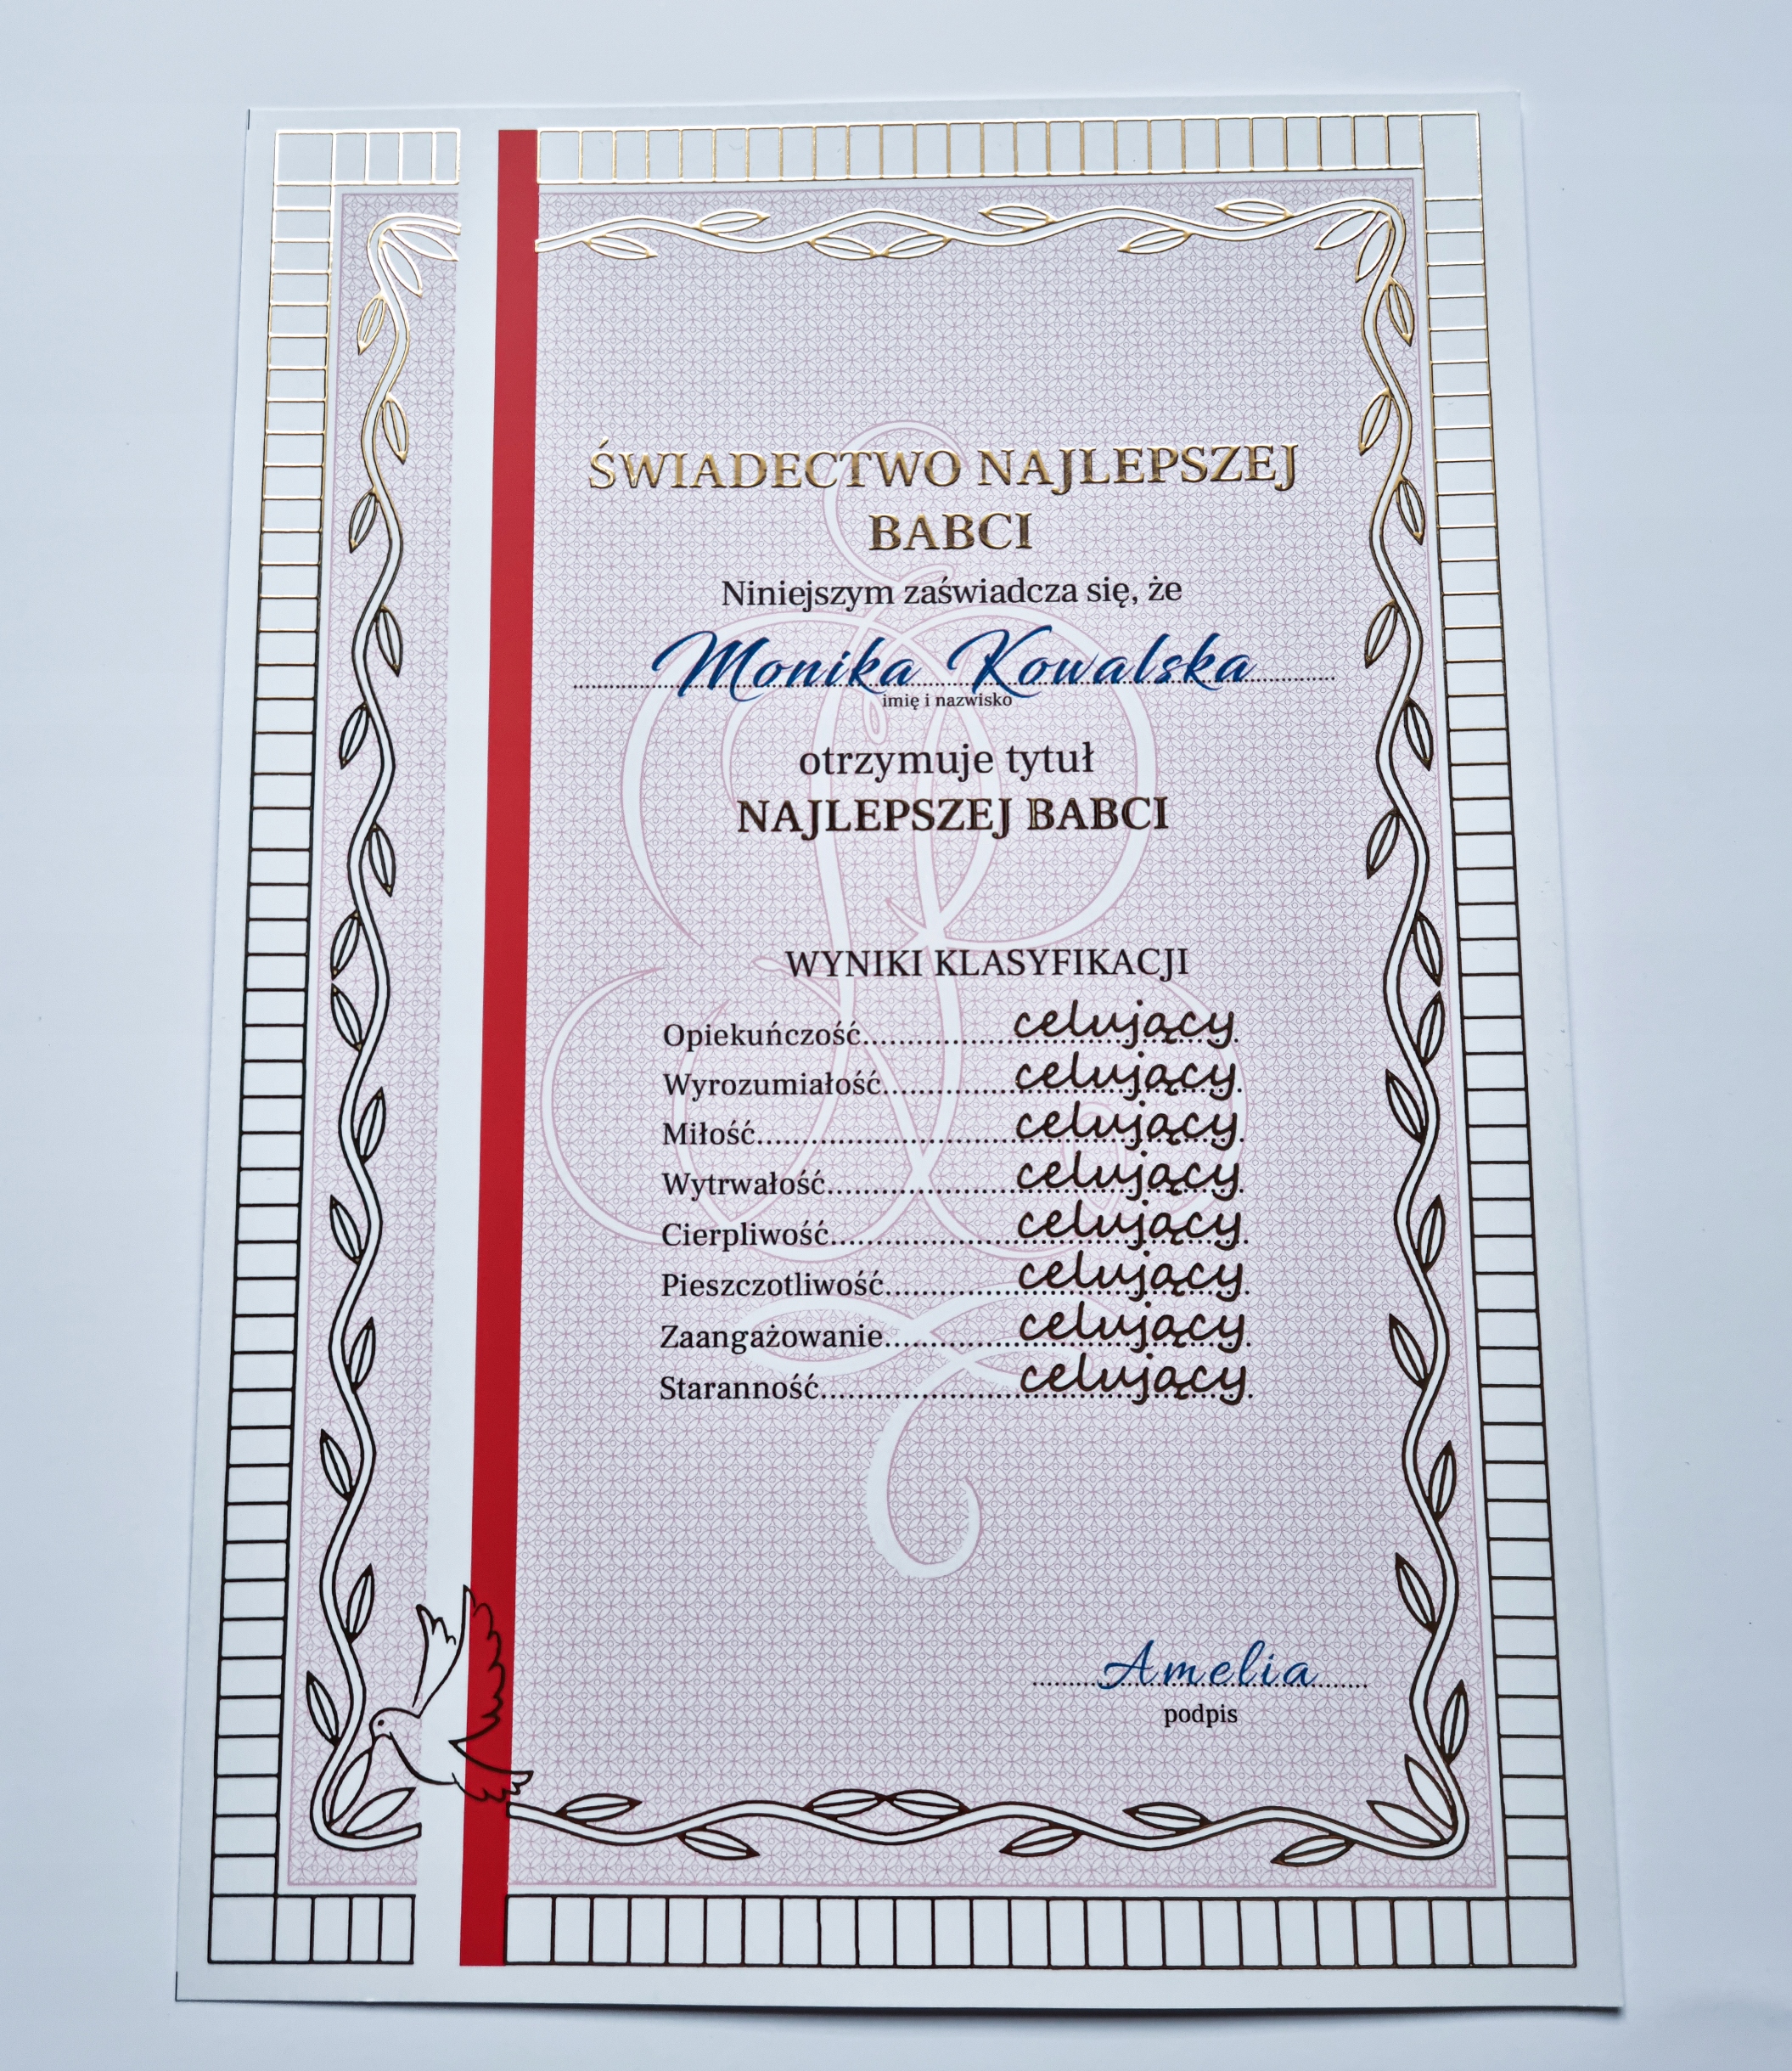 ŚWIADECTWO NAJLEPSZEJ
BABCI
Niniejszym zaświadcza się, że
Monika Kowalska
imię i nazwisko
otrzymuje tytuł
NAJLEPSZEJ BABCI
WYNIKI KLASYFIKACJI
Opiekuńczość.....................celujący
Wyrozumiałość.....................celujący
Miłość.....................celujący
Wytrwałość.....................celujący
Cierpliwość.....................celujący
Pieszczotliwość.....................celujący
Zaangażowanie.....................celujący
Staranność.....................celujący
Amelia
podpis